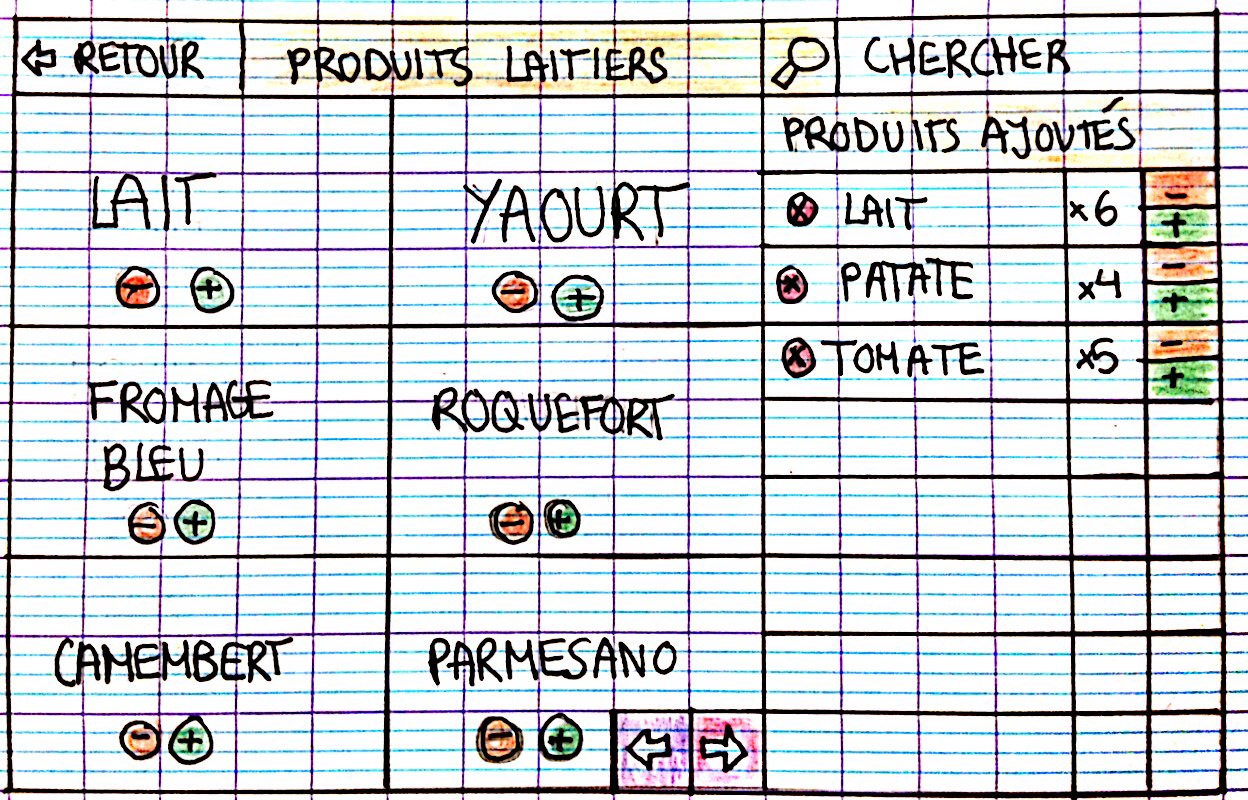 RETOUR
PRODUITS LAITIERS
CHERCHER
PRODUITS AJOUTÉS
LAIT
- +
YAOURT
- +
FROMAGE
BLEU
- +
ROQUEFORT
- +
CAMEMBERT
- +
PARMESANO
- +
x LAIT x6 - +
x PATATE x4 - +
x TOMATE x5 - +